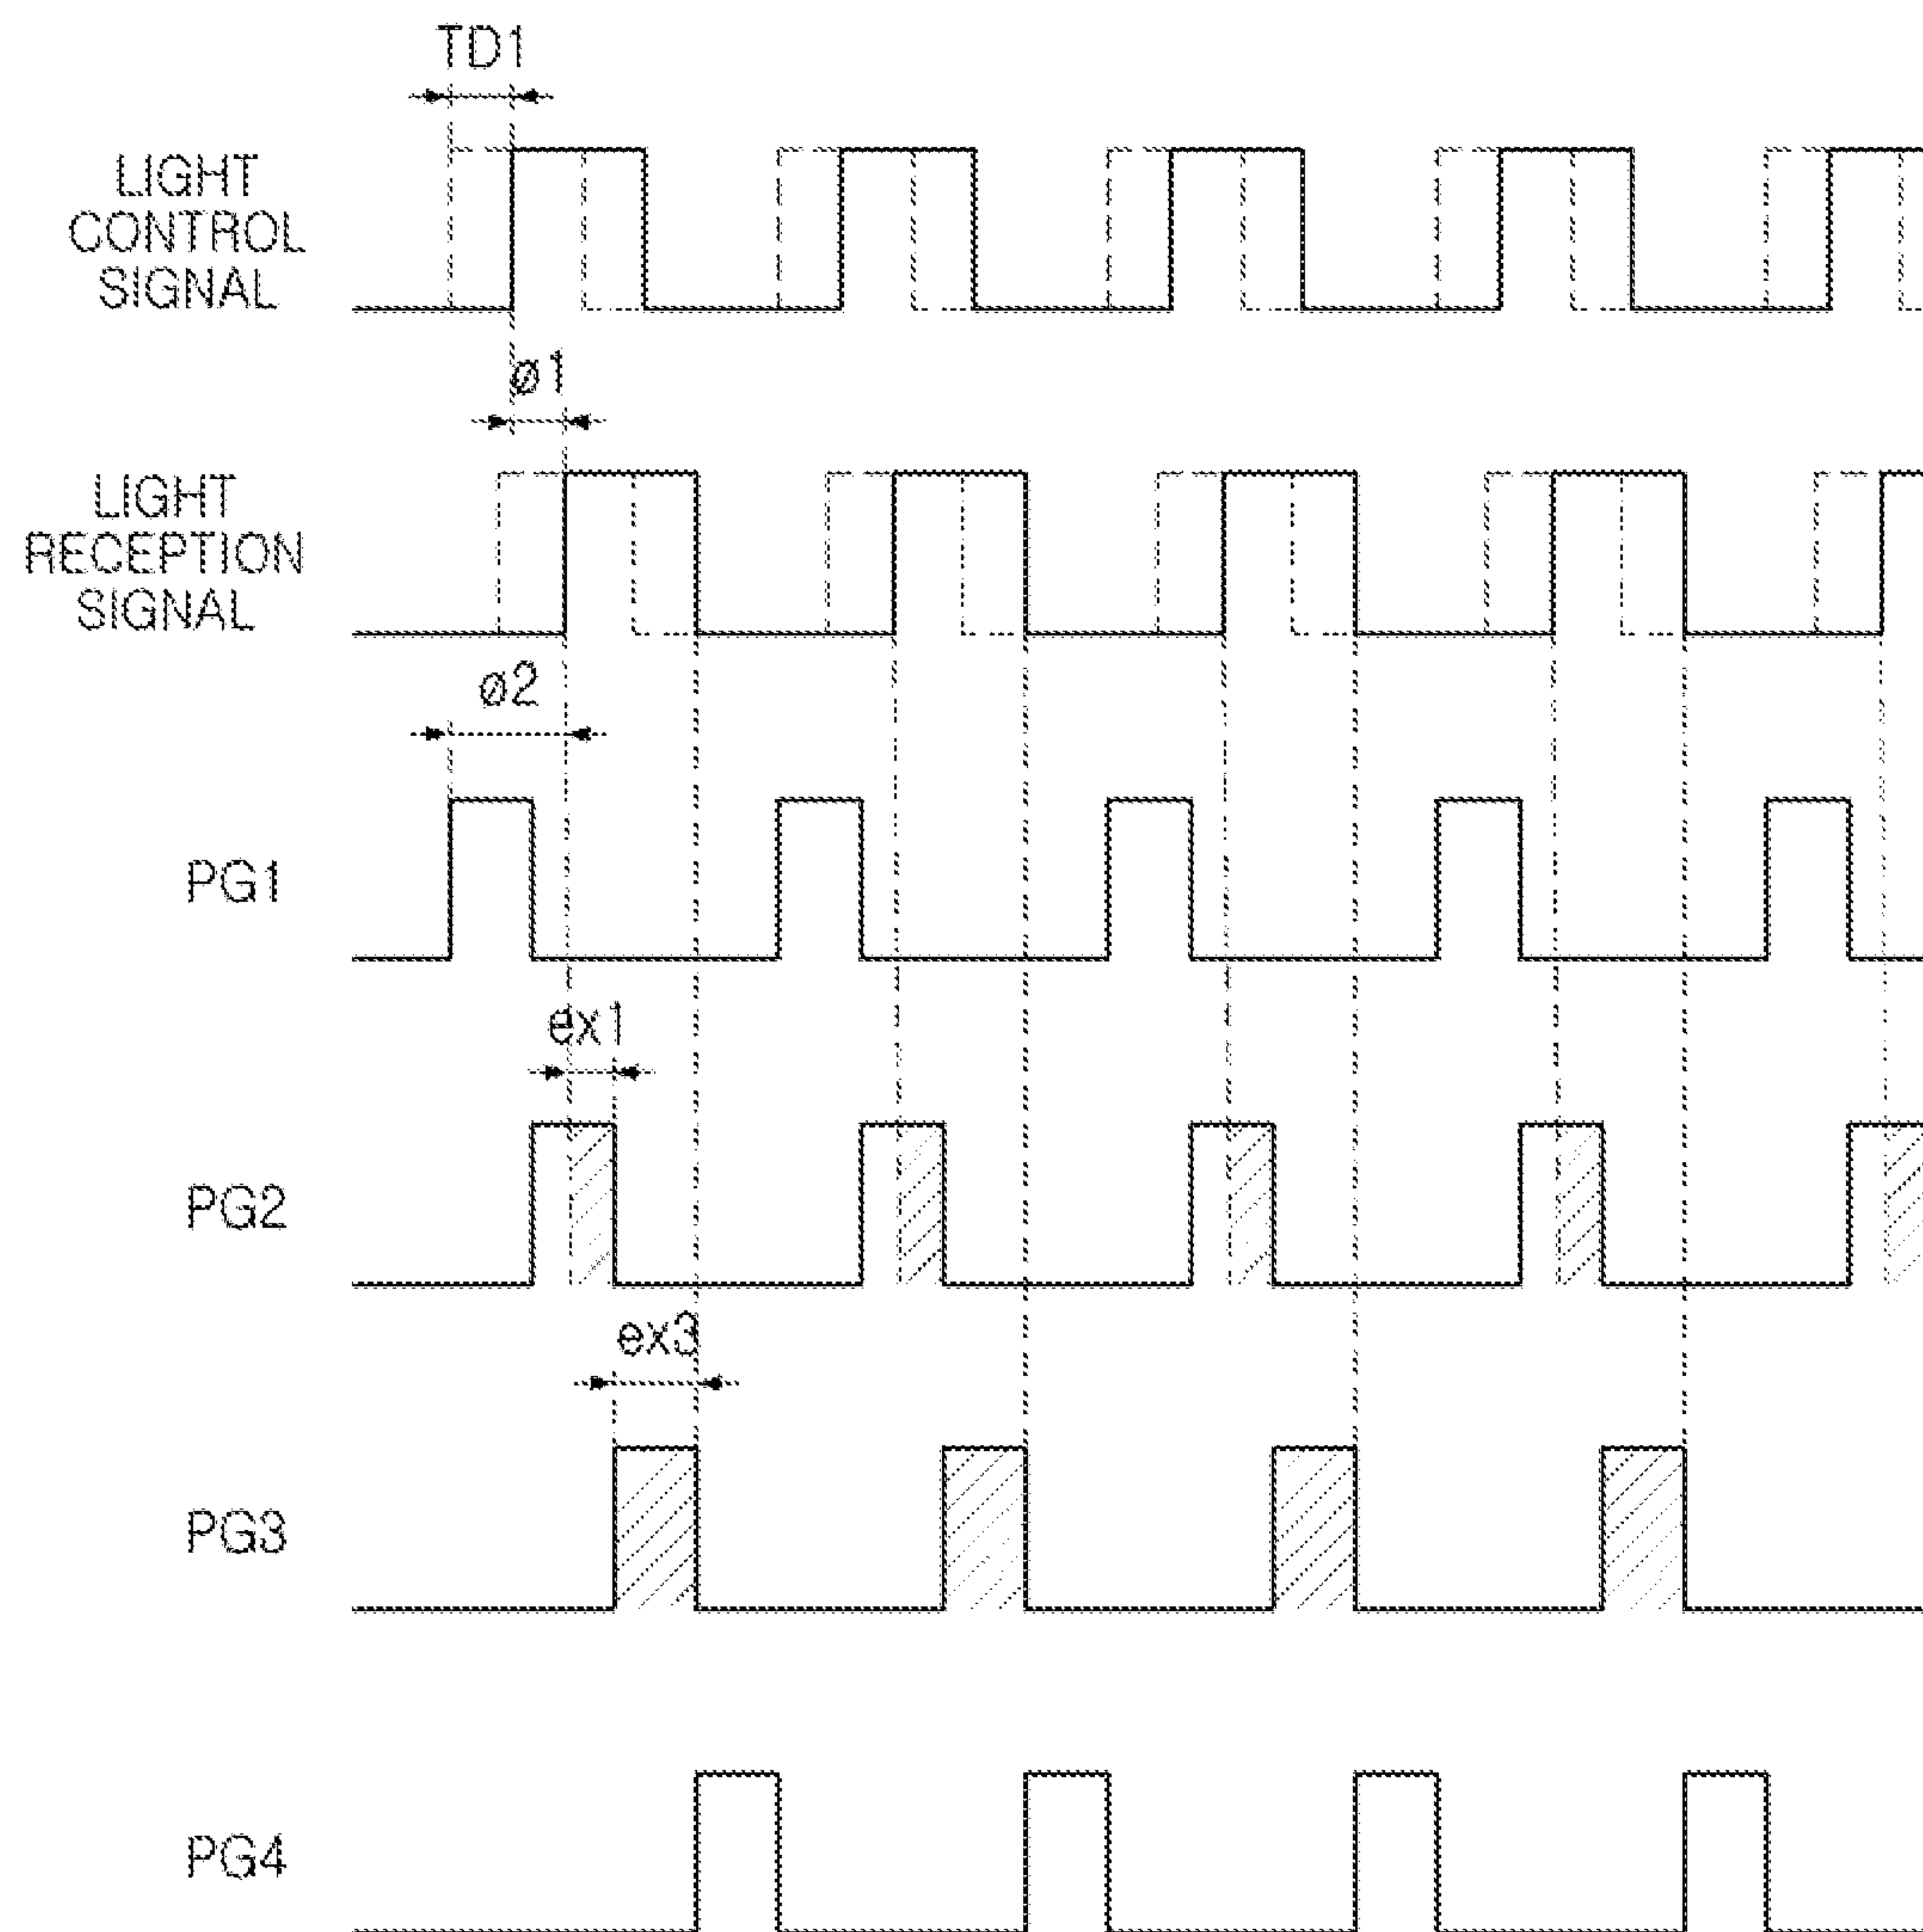 TD1
LIGHT
CONTROL
SIGNAL
ø1
LIGHT
RECEPTION
SIGNAL
ø2
PG1
ex1
PG2
ex3
PG3
PG4